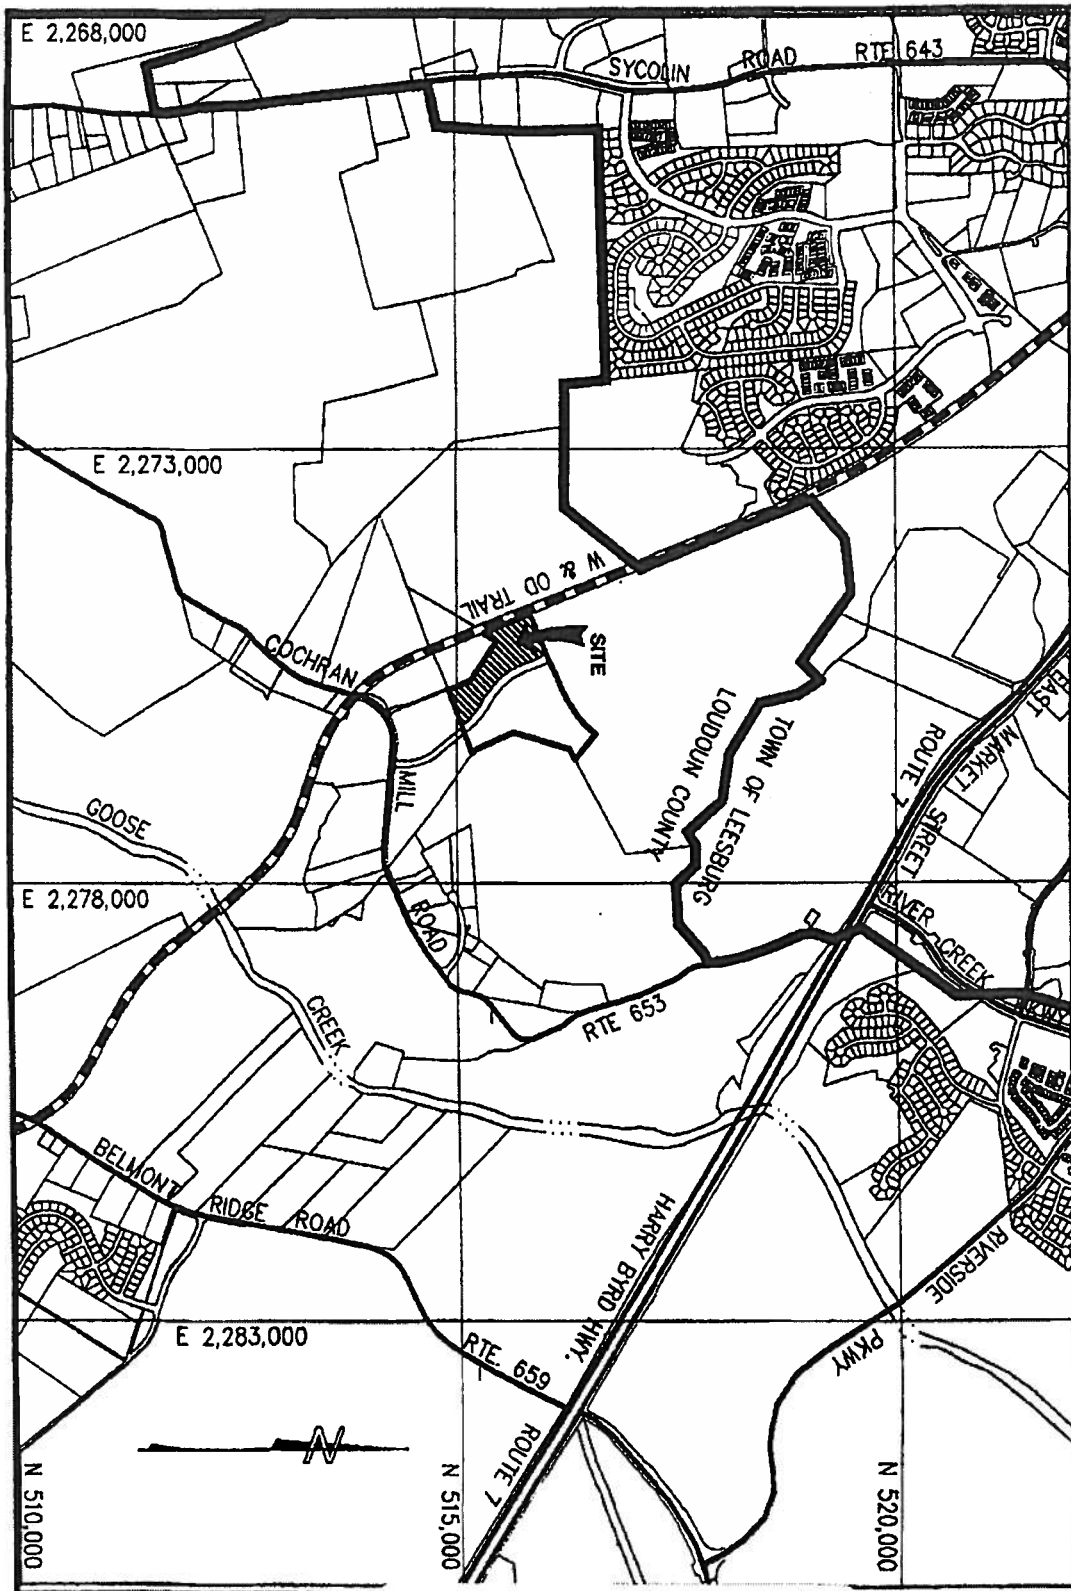 E 2,268,000
SYCOLIN ROAD RTE 643
E 2,273,000
W & OD TRAIL
SITE
COCHRAN MILL ROAD
EAST MARKET STREET
ROUTE 7
TOWN OF LEESBURG
LOUDOUN COUNTY
GOOSE CREEK
E 2,278,000
RIVER CREEK PKWY
RTE 653
BELMONT RIDGE ROAD
HARRY BYRD HWY.
RIVERSIDE PKWY
E 2,283,000
RTE. 659
ROUTE 7
N
N 510,000
N 515,000
N 520,000